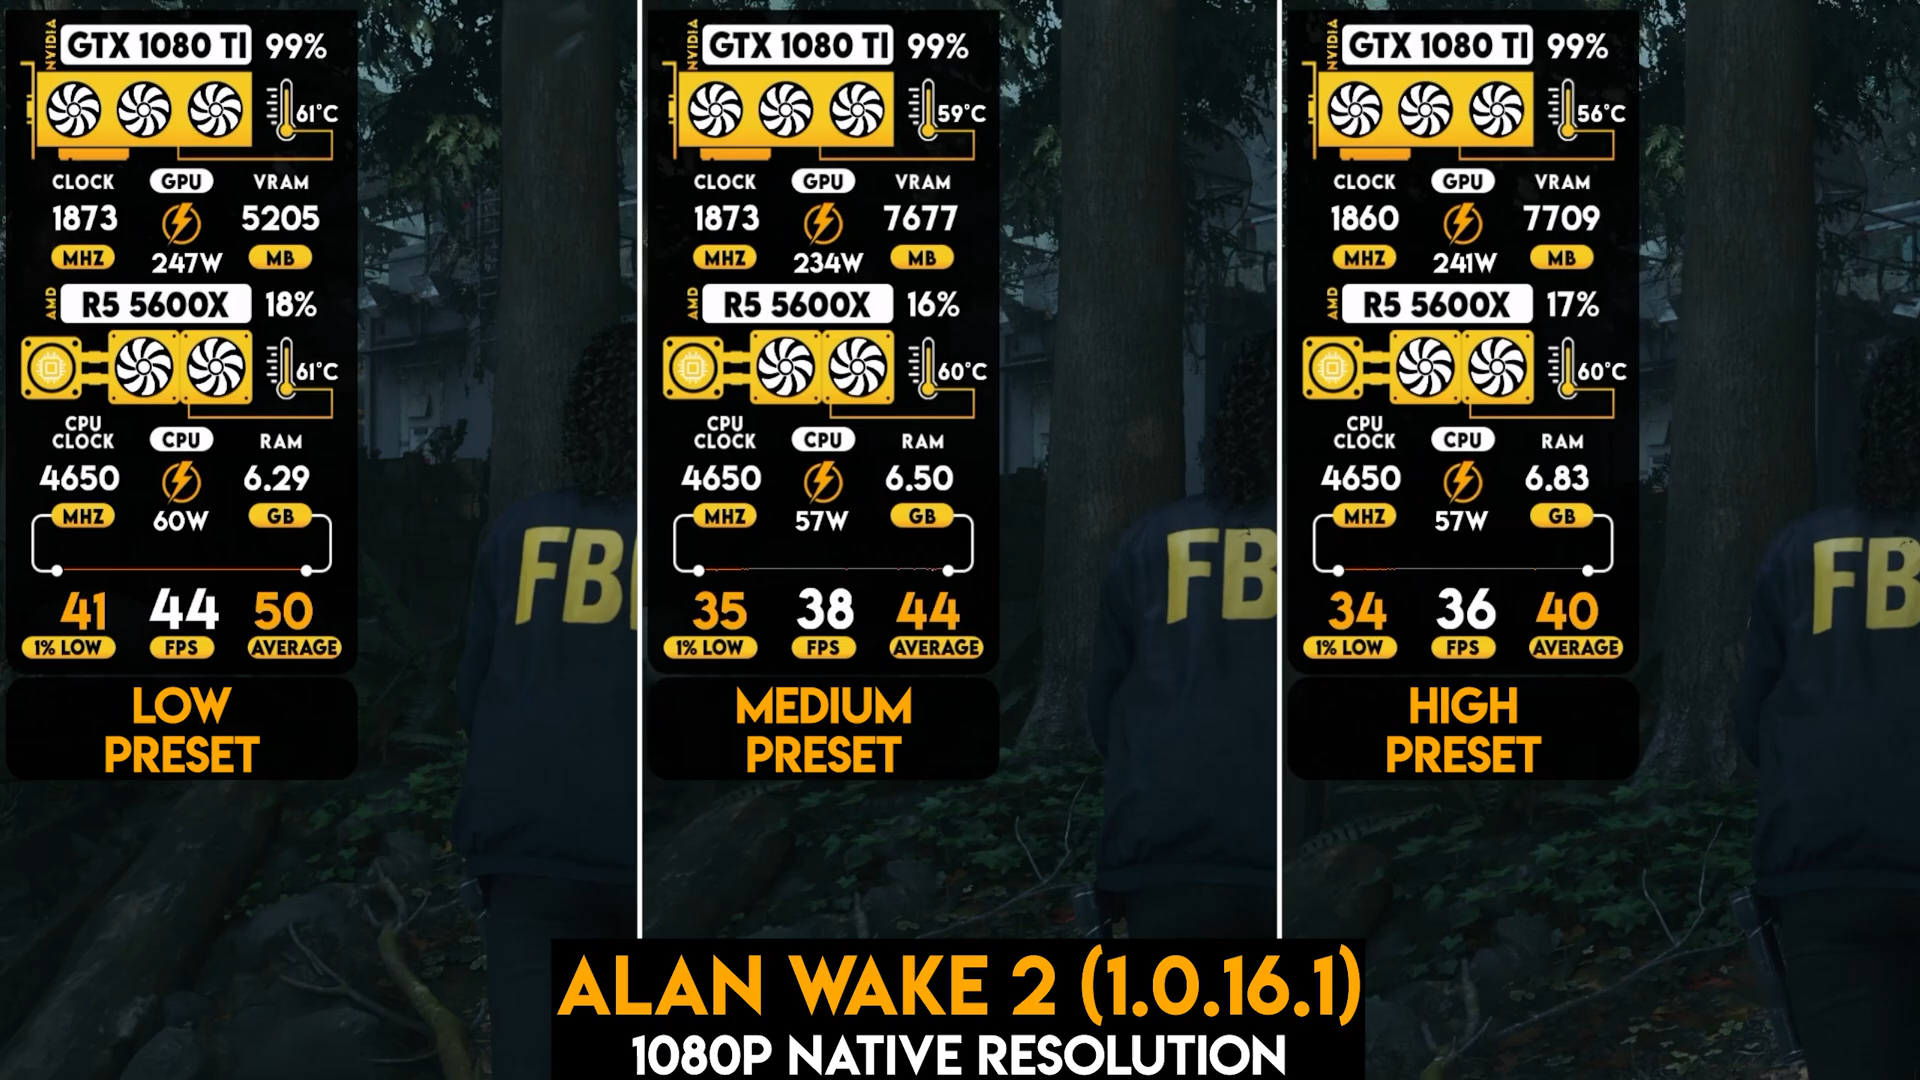 NVIDIA GTX 1080 TI 99%
61°C
CLOCK GPU VRAM
1873 5205
MHZ 247W MB
AMD R5 5600X 18%
61°C
CPU CLOCK CPU RAM
4650 6.29
MHZ 60W GB
41 44 50
1% LOW FPS AVERAGE
LOW
PRESET
NVIDIA GTX 1080 TI 99%
59°C
CLOCK GPU VRAM
1873 7677
MHZ 234W MB
AMD R5 5600X 16%
60°C
CPU CLOCK CPU RAM
4650 6.50
MHZ 57W GB
35 38 44
1% LOW FPS AVERAGE
MEDIUM
PRESET
NVIDIA GTX 1080 TI 99%
56°C
CLOCK GPU VRAM
1860 7709
MHZ 241W MB
AMD R5 5600X 17%
60°C
CPU CLOCK CPU RAM
4650 6.83
MHZ 57W GB
34 36 40
1% LOW FPS AVERAGE
HIGH
PRESET
FB
FB
FB
ALAN WAKE 2 (1.0.16.1)
1080P NATIVE RESOLUTION